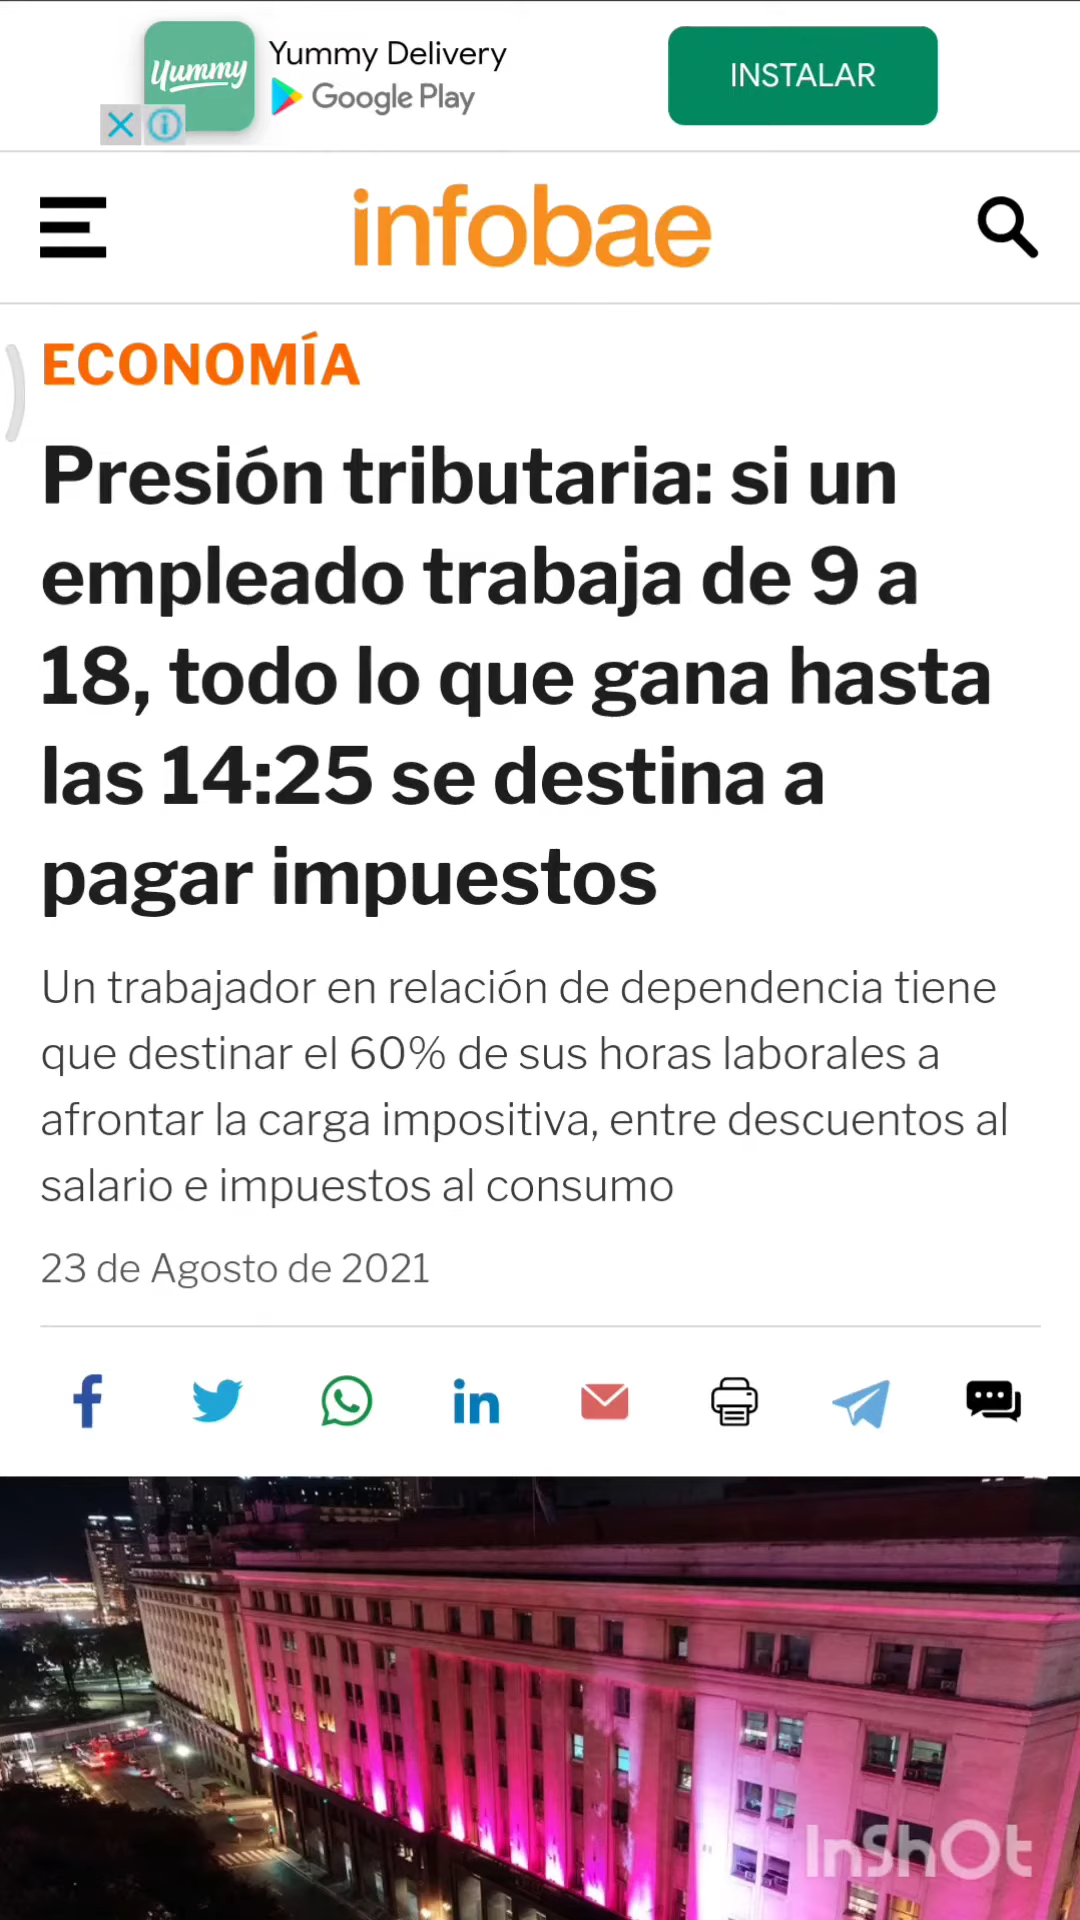 Yummy
Yummy Delivery
Google Play
INSTALAR
infobae
ECONOMÍA
Presión tributaria: si un
empleado trabaja de 9 a
18, todo lo que gana hasta
las 14:25 se destina a
pagar impuestos
Un trabajador en relación de dependencia tiene
que destinar el 60% de sus horas laborales a
afrontar la carga impositiva, entre descuentos al
salario e impuestos al consumo
23 de Agosto de 2021
InShOt